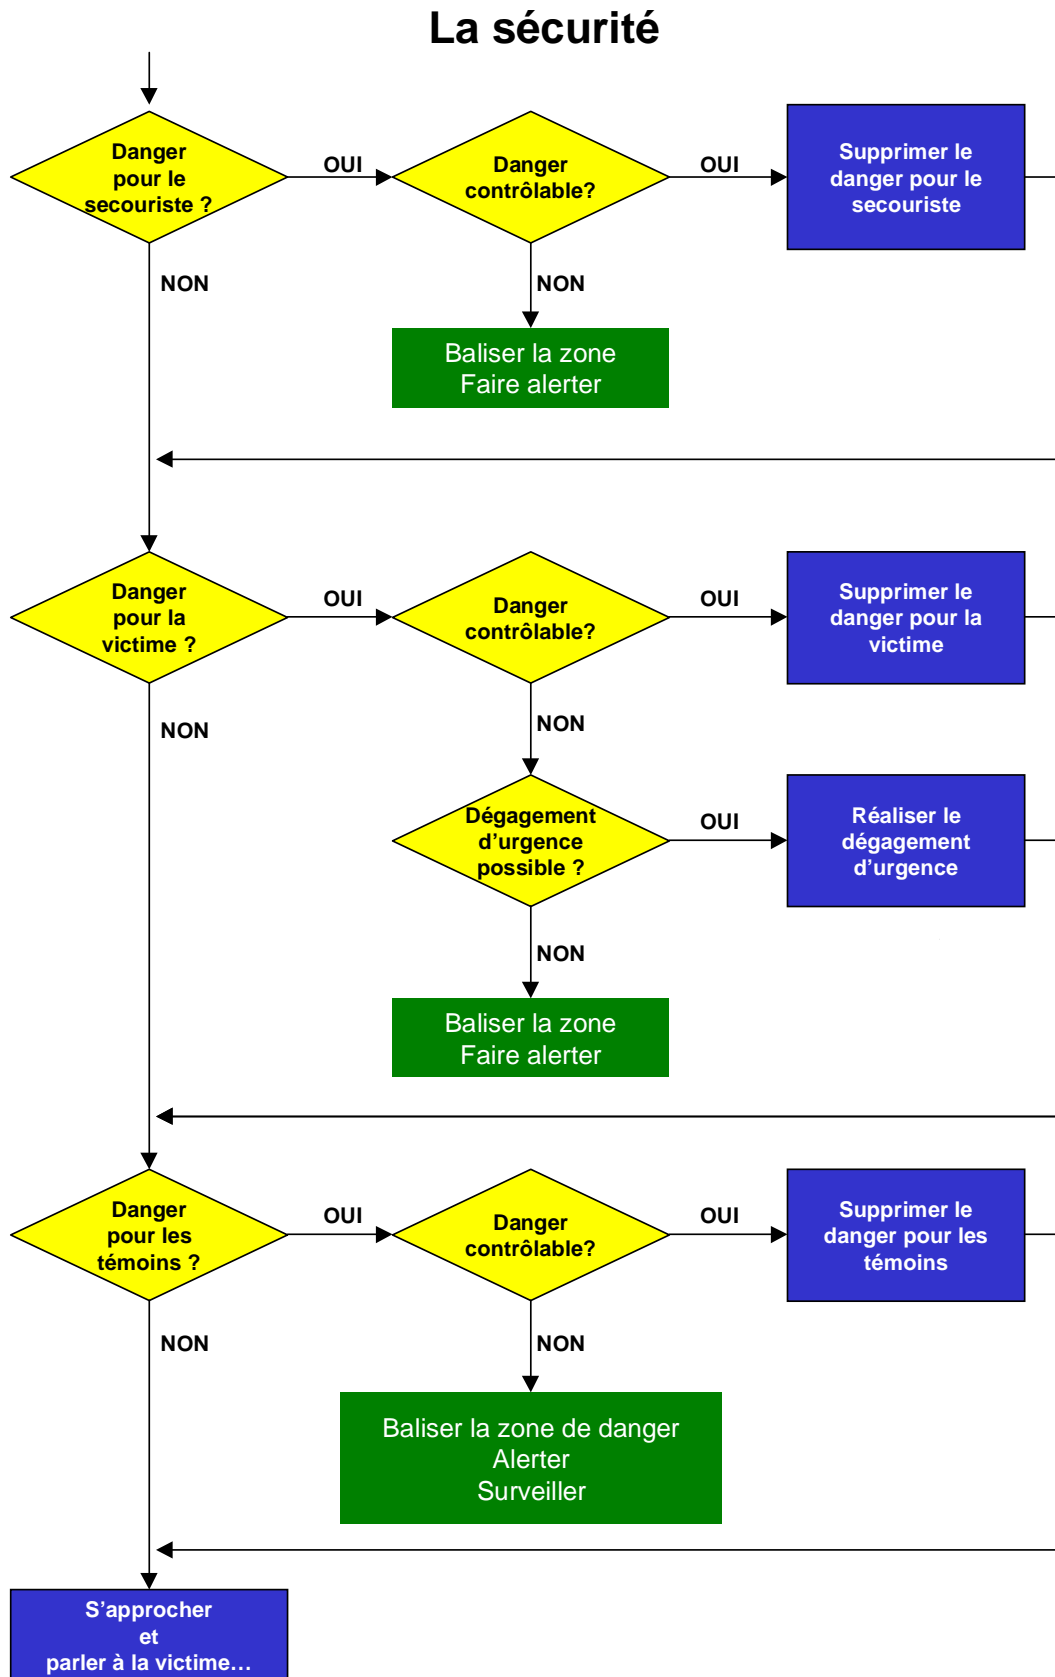 La sécurité
Danger
pour le
secouriste ?
OUI
Danger
contrôlable?
OUI
Supprimer le
danger pour le
secouriste
NON
NON
Baliser la zone
Faire alerter
Danger
pour la
victime ?
OUI
Danger
contrôlable?
OUI
Supprimer le
danger pour la
victime
NON
NON
Dégagement
d’urgence
possible ?
OUI
Réaliser le
dégagement
d’urgence
NON
Baliser la zone
Faire alerter
Danger
pour les
témoins ?
OUI
Danger
contrôlable?
OUI
Supprimer le
danger pour les
témoins
NON
NON
Baliser la zone de danger
Alerter
Surveiller
S’approcher
et
parler à la victime…